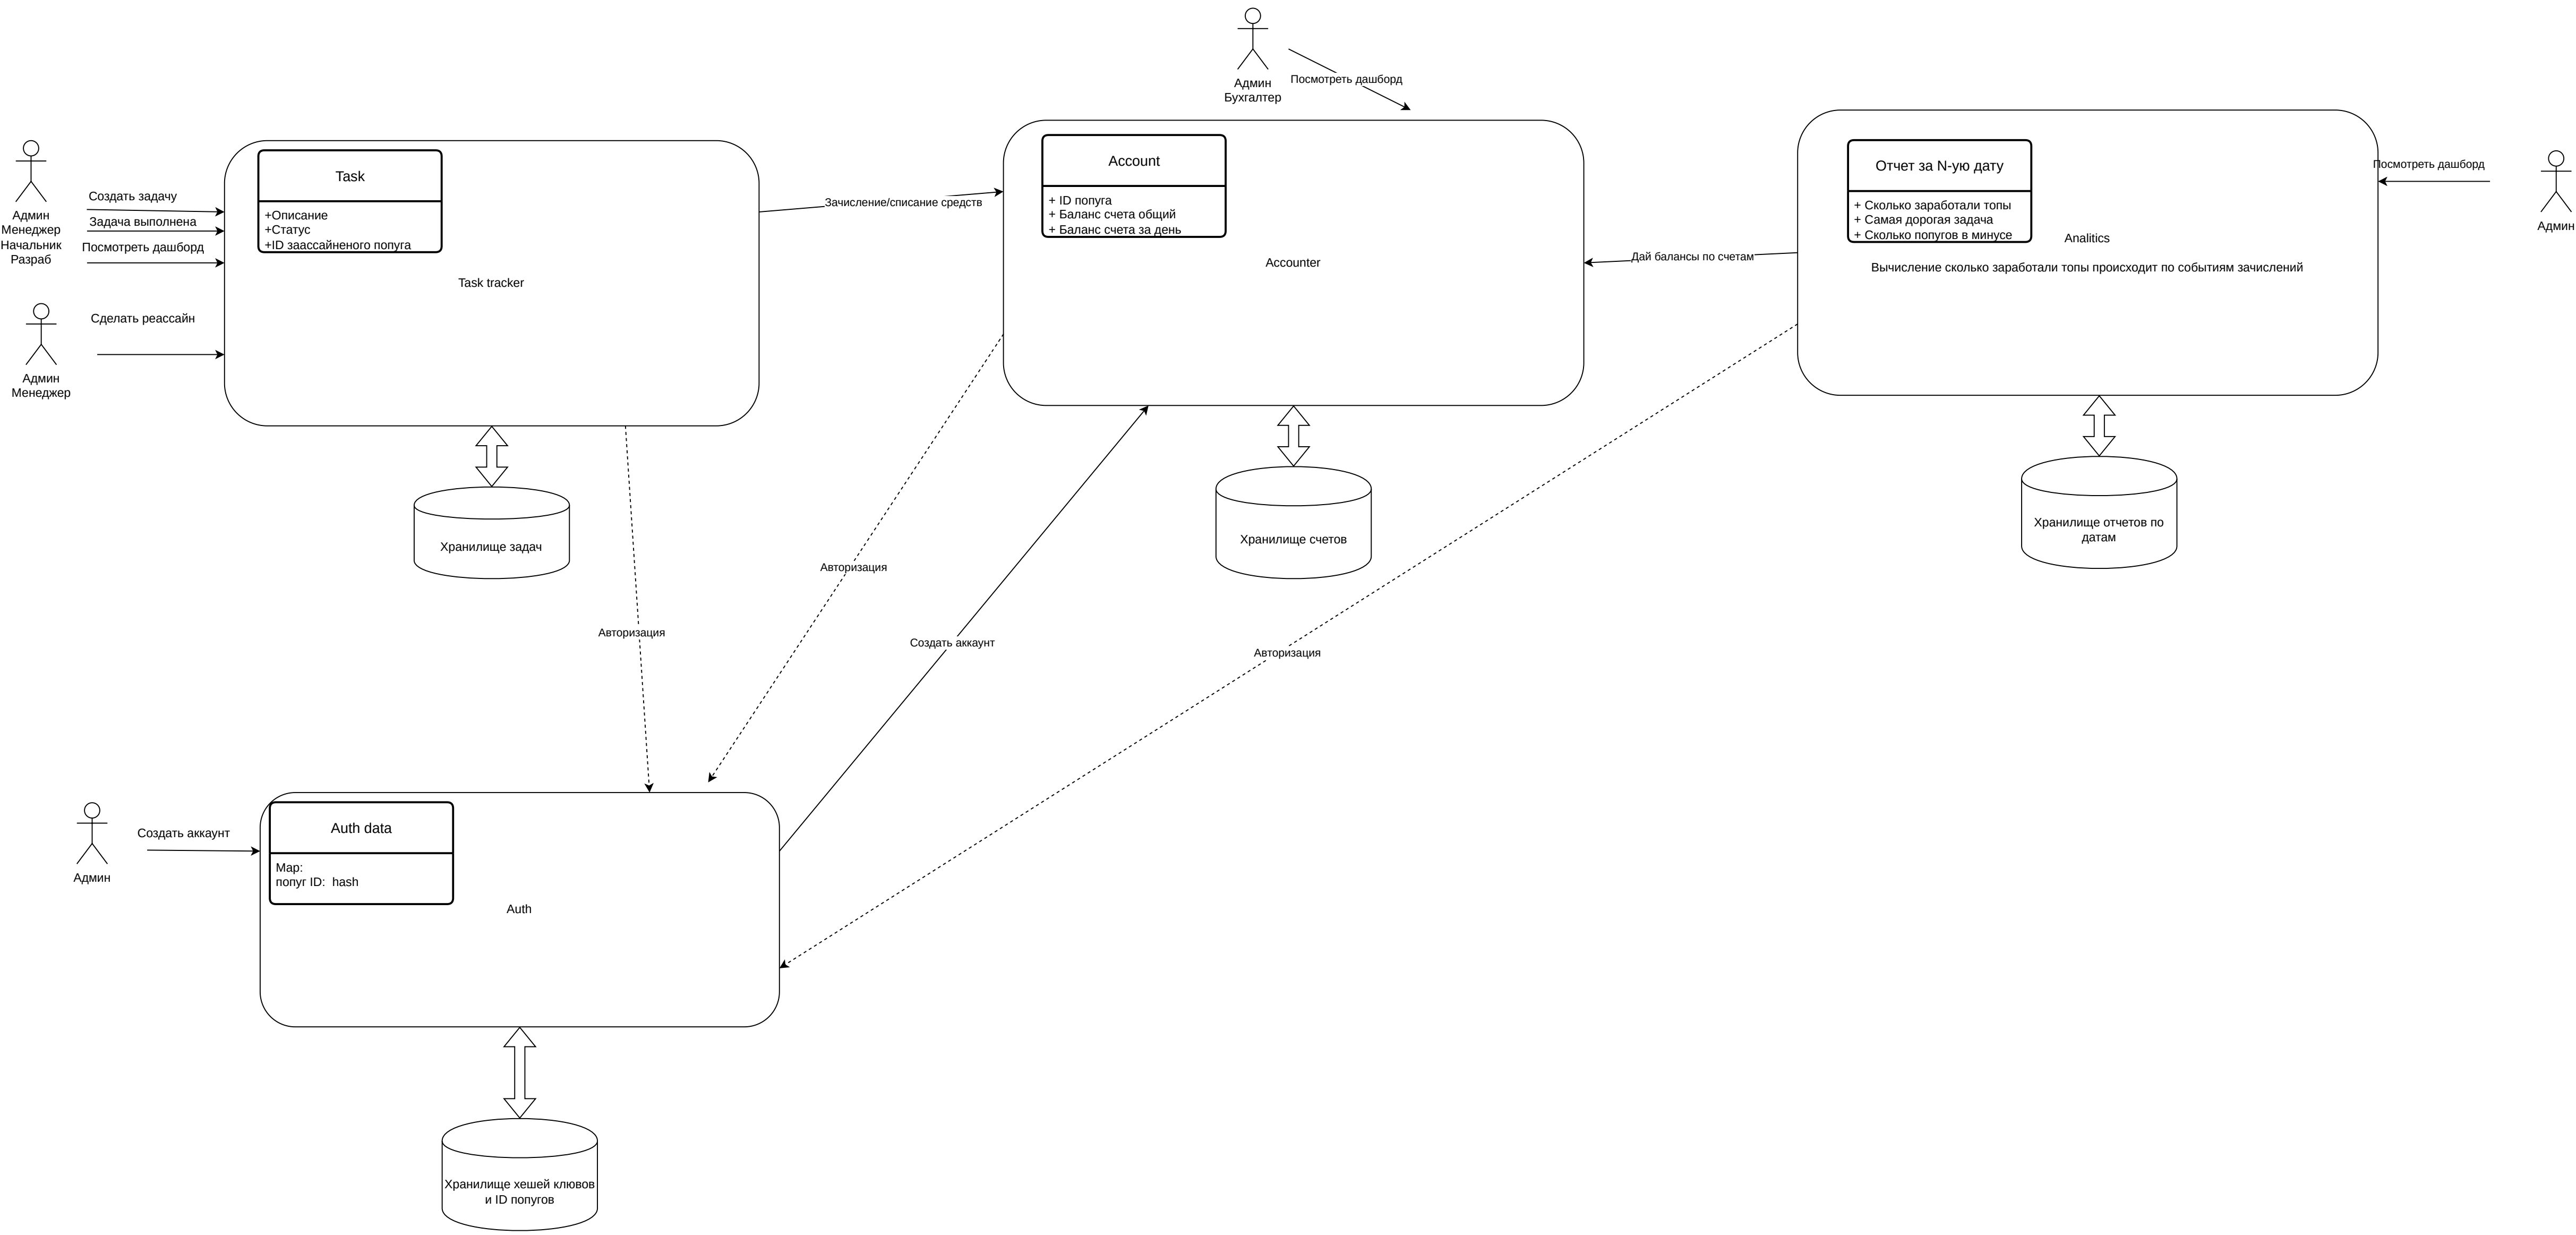 Админ
Бухгалтер
Посмотреть дашборд
Админ
Менеджер
Начальник
Разраб
Создать задачу
Задача выполнена
Посмотреть дашборд
Админ
Менеджер
Сделать реассайн
Task
+Описание
+Статус
+ID заассайненого попуга
Task tracker
Зачисление/списание средств
Account
+ ID попуга
+ Баланс счета общий
+ Баланс счета за день
Accounter
Дай балансы по счетам
Отчет за N-ую дату
+ Сколько заработали топы
+ Самая дорогая задача
+ Сколько попугов в минусе
Analitics
Вычисление сколько заработали топы происходит по событиям зачислений
Посмотреть дашборд
Админ
Хранилище задач
Хранилище счетов
Хранилище отчетов по
датам
Авторизация
Авторизация
Создать аккаунт
Авторизация
Админ
Создать аккаунт
Auth data
Map:
попуг ID:  hash
Auth
Хранилище хешей клювов
и ID попугов